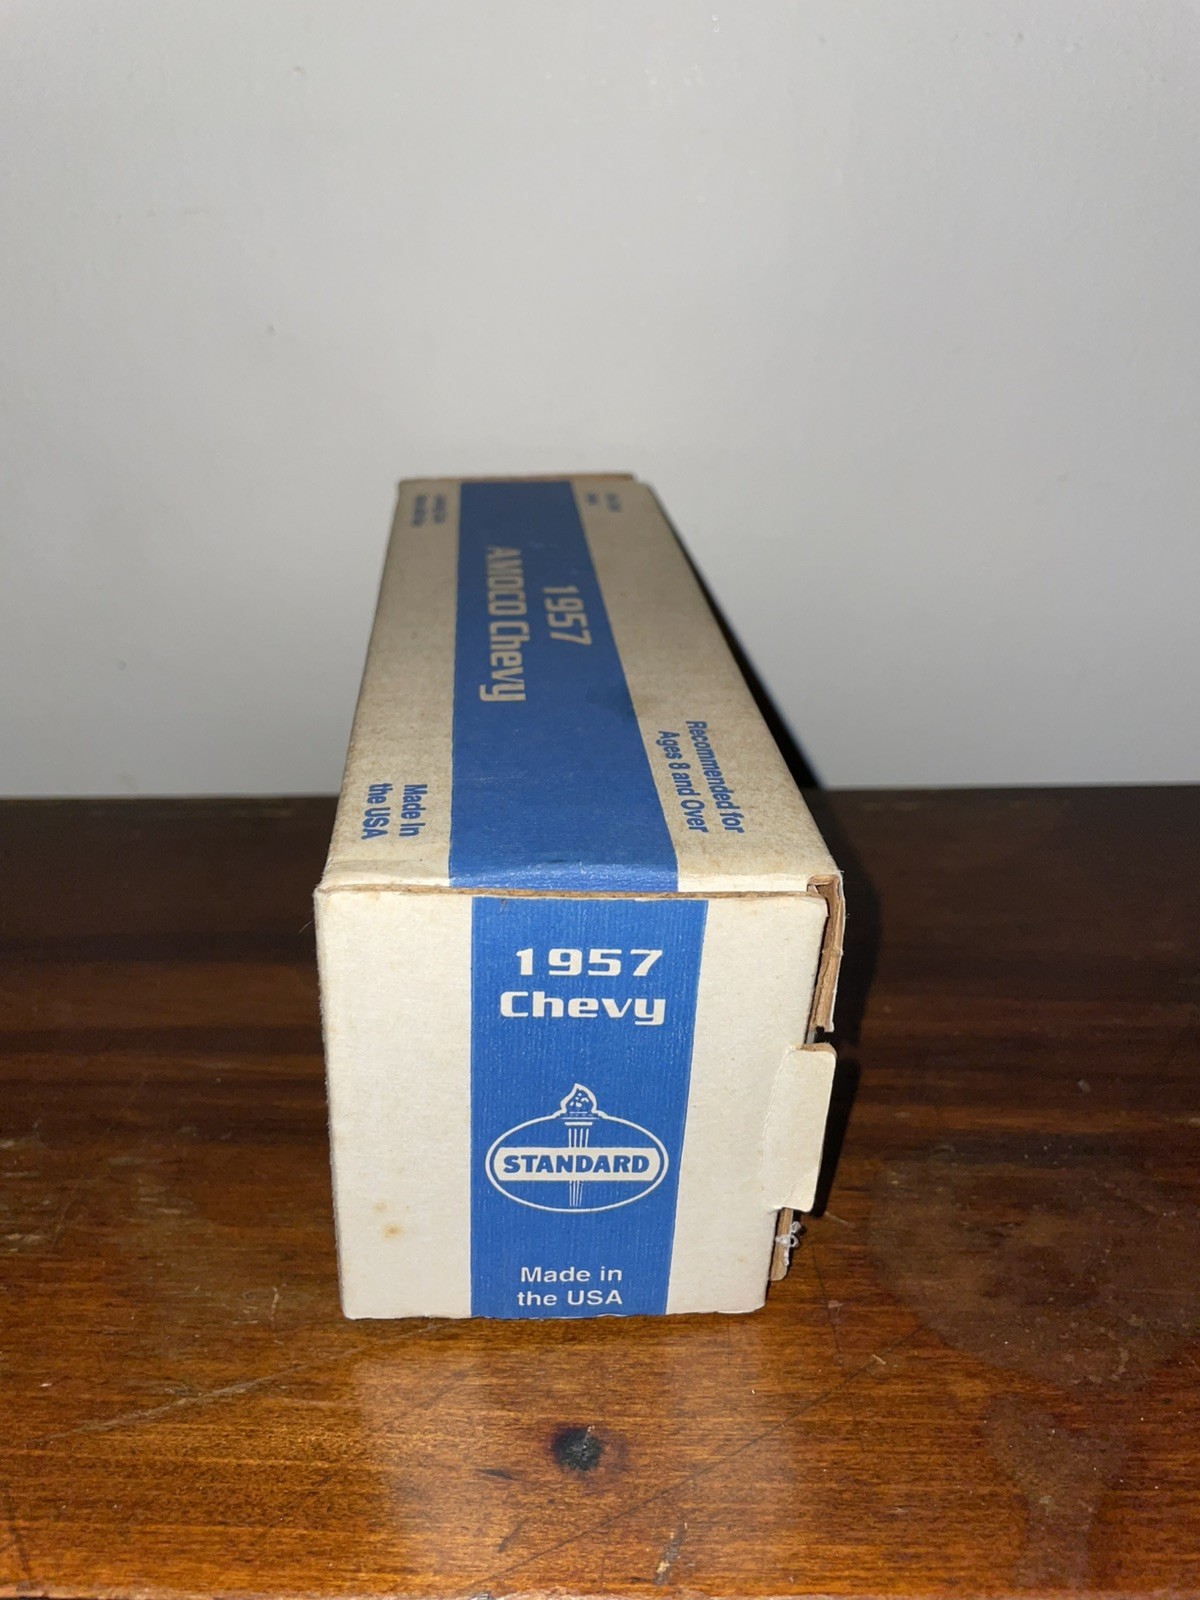 1957
AMOCO Chevy
Recommended for
Ages 8 and Over
Made In
the USA
1957
Chevy
STANDARD
Made in
the USA